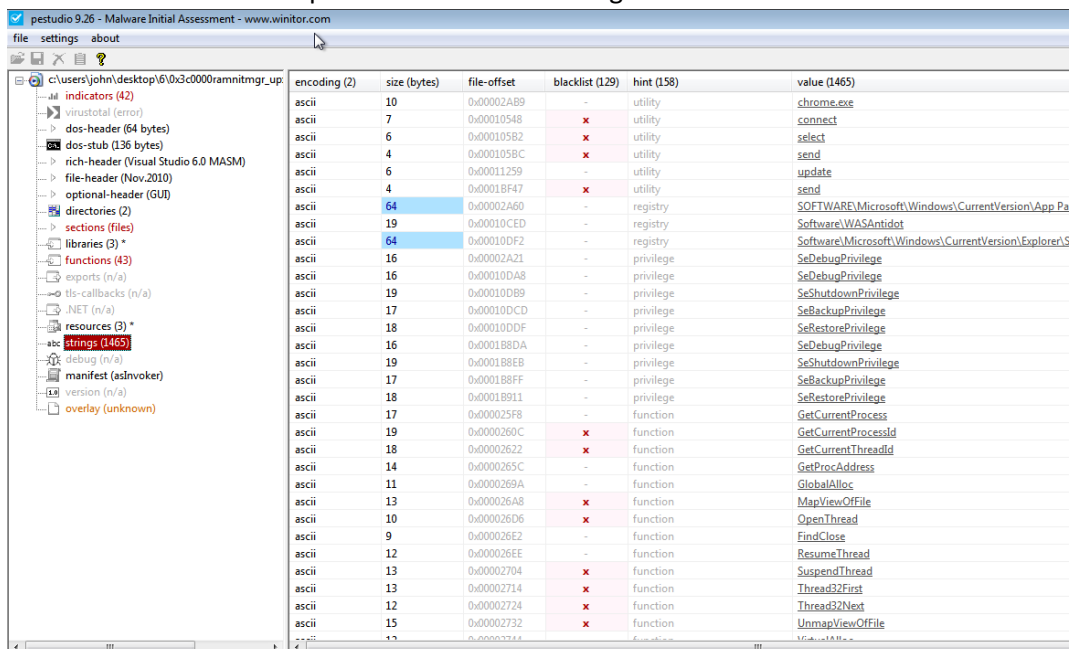 pestudio 9.26 - Malware Initial Assessment - www.winitor.com
file settings about
c:\users\john\desktop\6\0x3c0000ramnitmgr_up
indicators (42)
virustotal (error)
dos-header (64 bytes)
dos-stub (136 bytes)
rich-header (Visual Studio 6.0 MASM)
file-header (Nov.2010)
optional-header (GUI)
directories (2)
sections (files)
libraries (3) *
functions (43)
exports (n/a)
tls-callbacks (n/a)
.NET (n/a)
resources (3) *
abc strings (1465)
debug (n/a)
manifest (asInvoker)
1.0 version (n/a)
overlay (unknown)
encoding (2) size (bytes) file-offset blacklist (129) hint (158) value (1465)
ascii 10 0x00002AB9 - utility chrome.exe
ascii 7 0x00010548 x utility connect
ascii 6 0x000105B2 x utility select
ascii 4 0x000105BC x utility send
ascii 6 0x00011259 - utility update
ascii 4 0x0001BF47 x utility send
ascii 64 0x00002A60 - registry SOFTWARE\Microsoft\Windows\CurrentVersion\App Pa
ascii 19 0x00010CED - registry Software\WASAntidot
ascii 64 0x00010DF2 - registry Software\Microsoft\Windows\CurrentVersion\Explorer\S
ascii 16 0x00002A21 - privilege SeDebugPrivilege
ascii 16 0x00010DA8 - privilege SeDebugPrivilege
ascii 19 0x00010DB9 - privilege SeShutdownPrivilege
ascii 17 0x00010DCD - privilege SeBackupPrivilege
ascii 18 0x00010DDF - privilege SeRestorePrivilege
ascii 16 0x0001B8DA - privilege SeDebugPrivilege
ascii 19 0x0001B8EB - privilege SeShutdownPrivilege
ascii 17 0x0001B8FF - privilege SeBackupPrivilege
ascii 18 0x0001B911 - privilege SeRestorePrivilege
ascii 17 0x000025F8 - function GetCurrentProcess
ascii 19 0x0000260C x function GetCurrentProcessId
ascii 18 0x00002622 x function GetCurrentThreadId
ascii 14 0x0000265C - function GetProcAddress
ascii 11 0x0000269A - function GlobalAlloc
ascii 13 0x000026A8 x function MapViewOfFile
ascii 10 0x000026D6 x function OpenThread
ascii 9 0x000026E2 - function FindClose
ascii 12 0x000026EE - function ResumeThread
ascii 13 0x00002704 x function SuspendThread
ascii 13 0x00002714 x function Thread32First
ascii 12 0x00002724 x function Thread32Next
ascii 15 0x00002732 x function UnmapViewOfFile